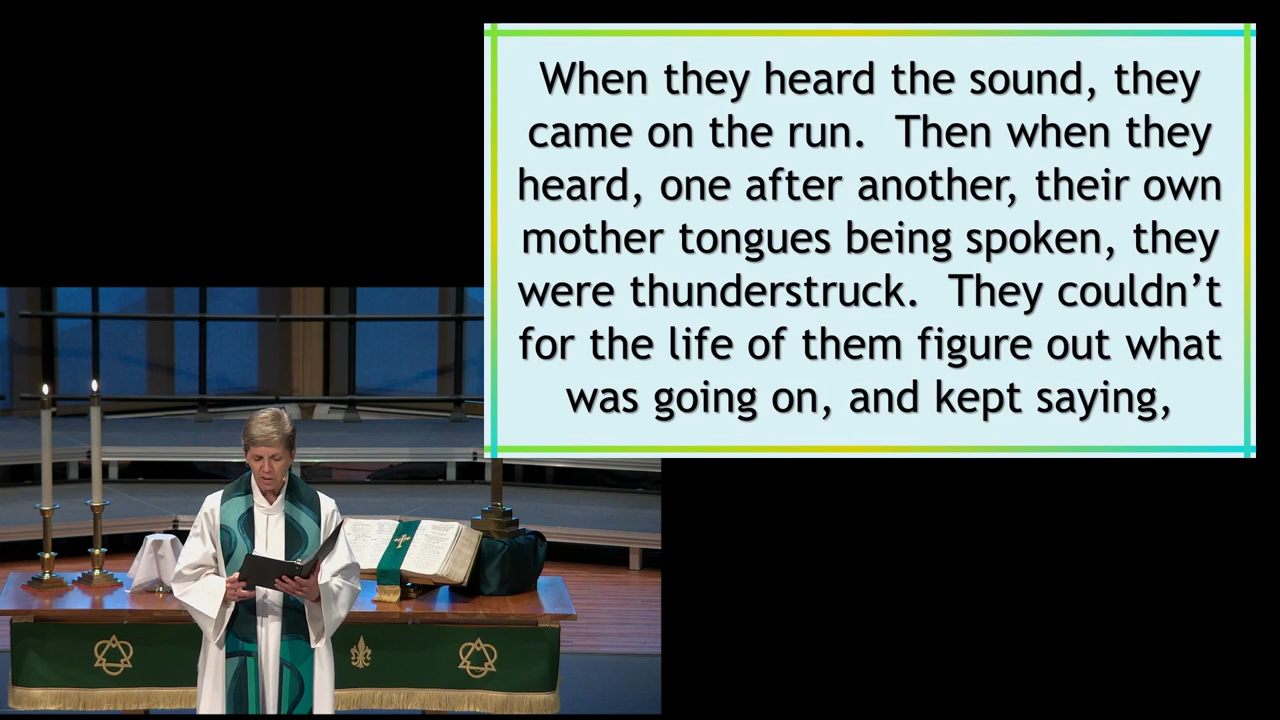 When they heard the sound, they
came on the run.  Then when they
heard, one after another, their own
mother tongues being spoken, they
were thunderstruck.  They couldn’t
for the life of them figure out what
was going on, and kept saying,